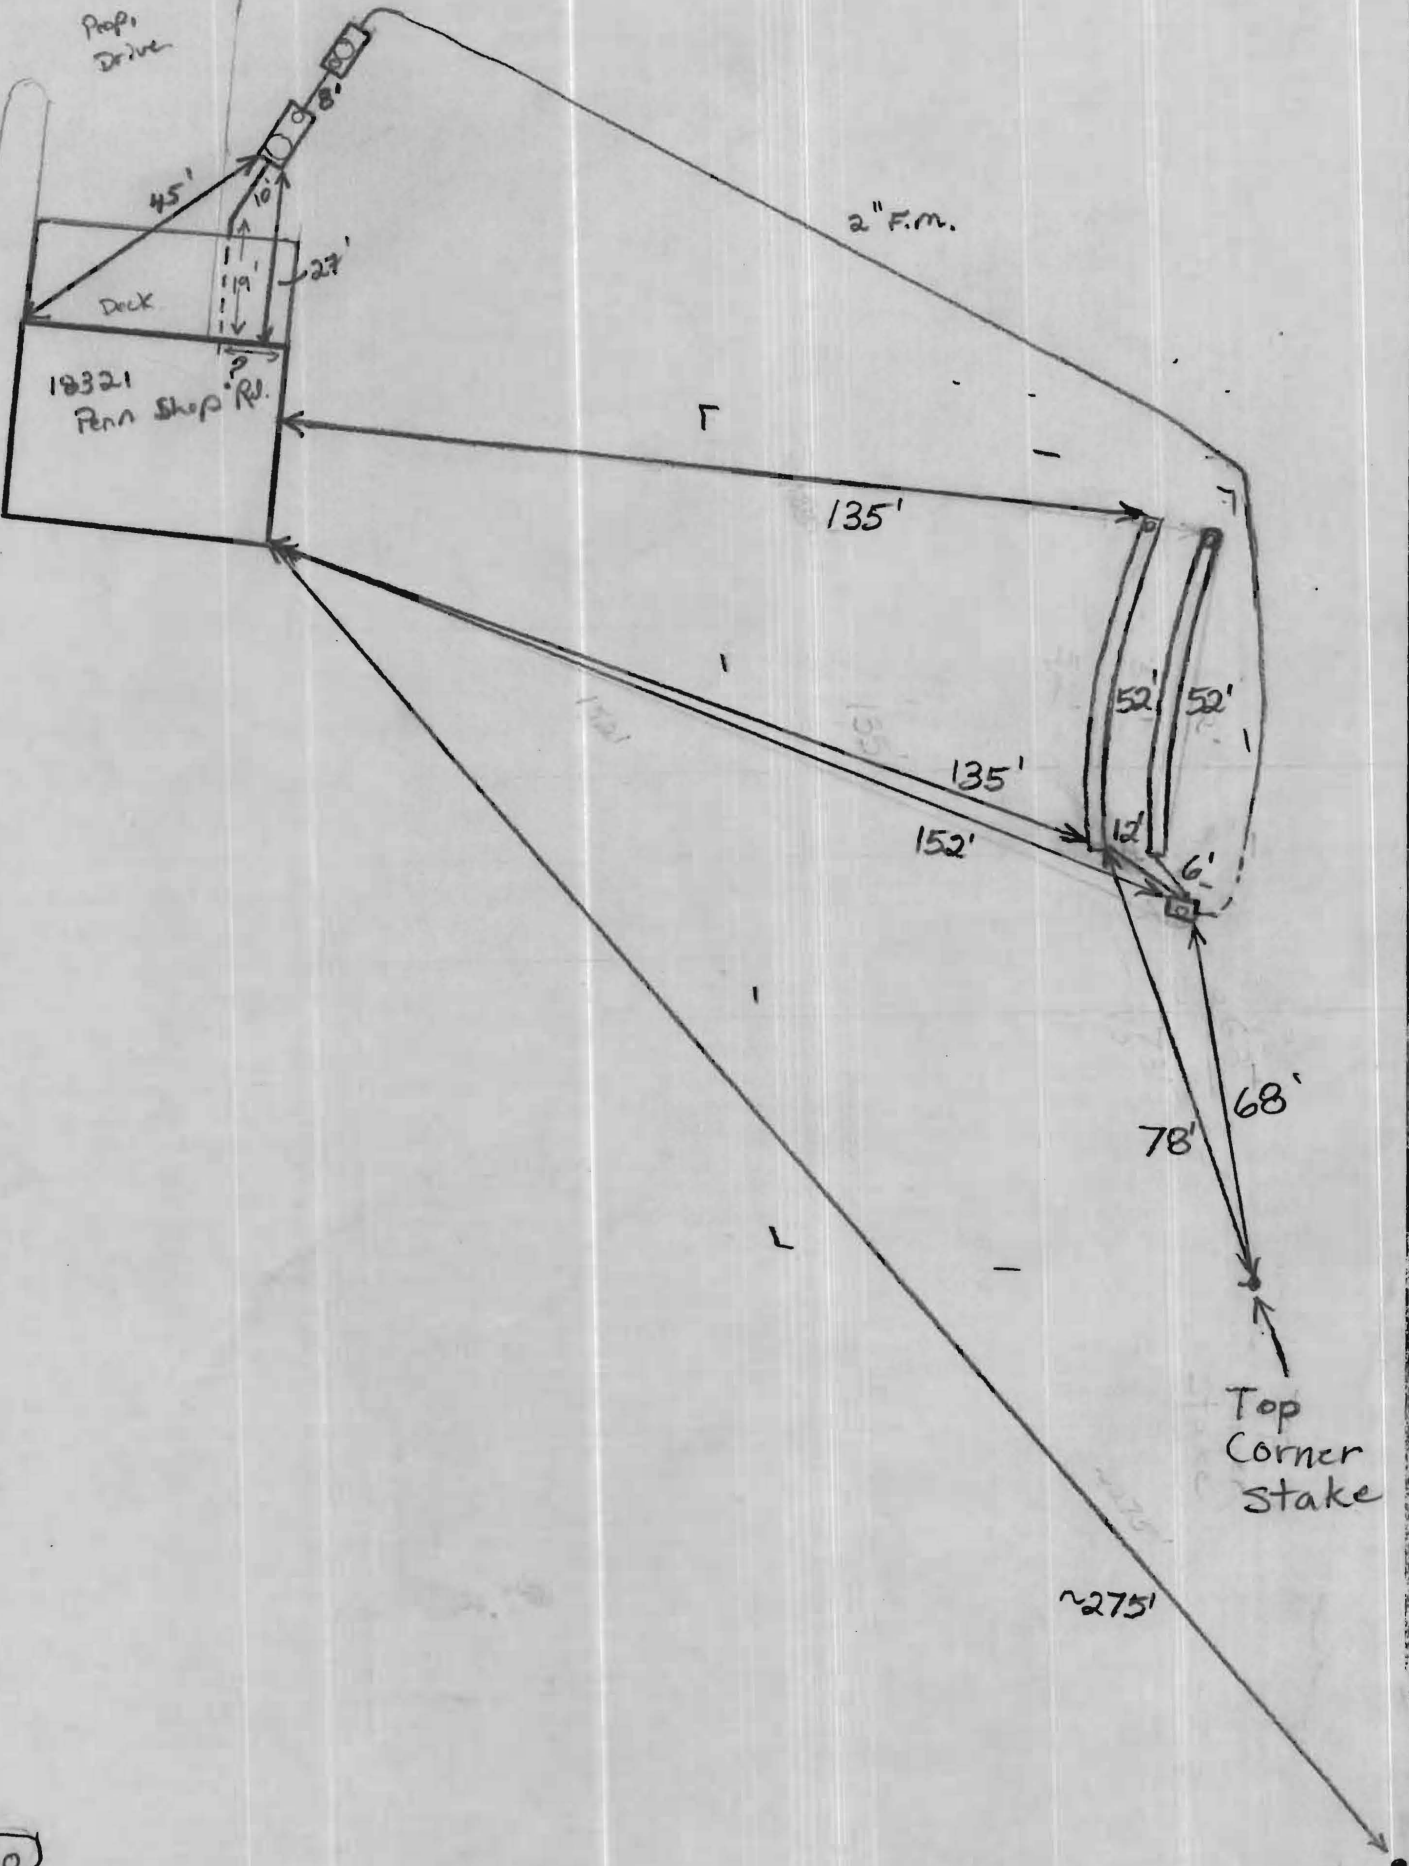 Prop.
Drive
8'
45'
10'
2" F.M.
19'
27'
Deck
?
18321
Penn Shop Rd.
135'
52'
52'
135'
12'
152'
6'
68'
78'
Top
Corner
Stake
~275'